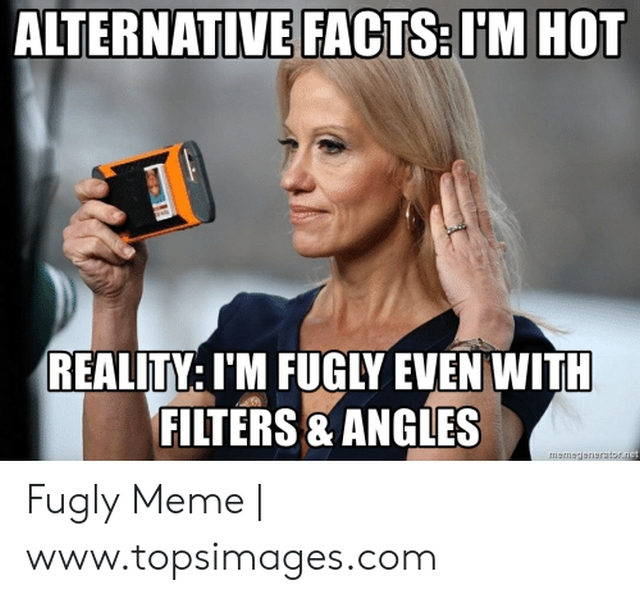 ALTERNATIVE FACTS: I'M HOT
REALITY: I'M FUGLY EVEN WITH
FILTERS & ANGLES
memegenerator.net
Fugly Meme |
www.topsimages.com